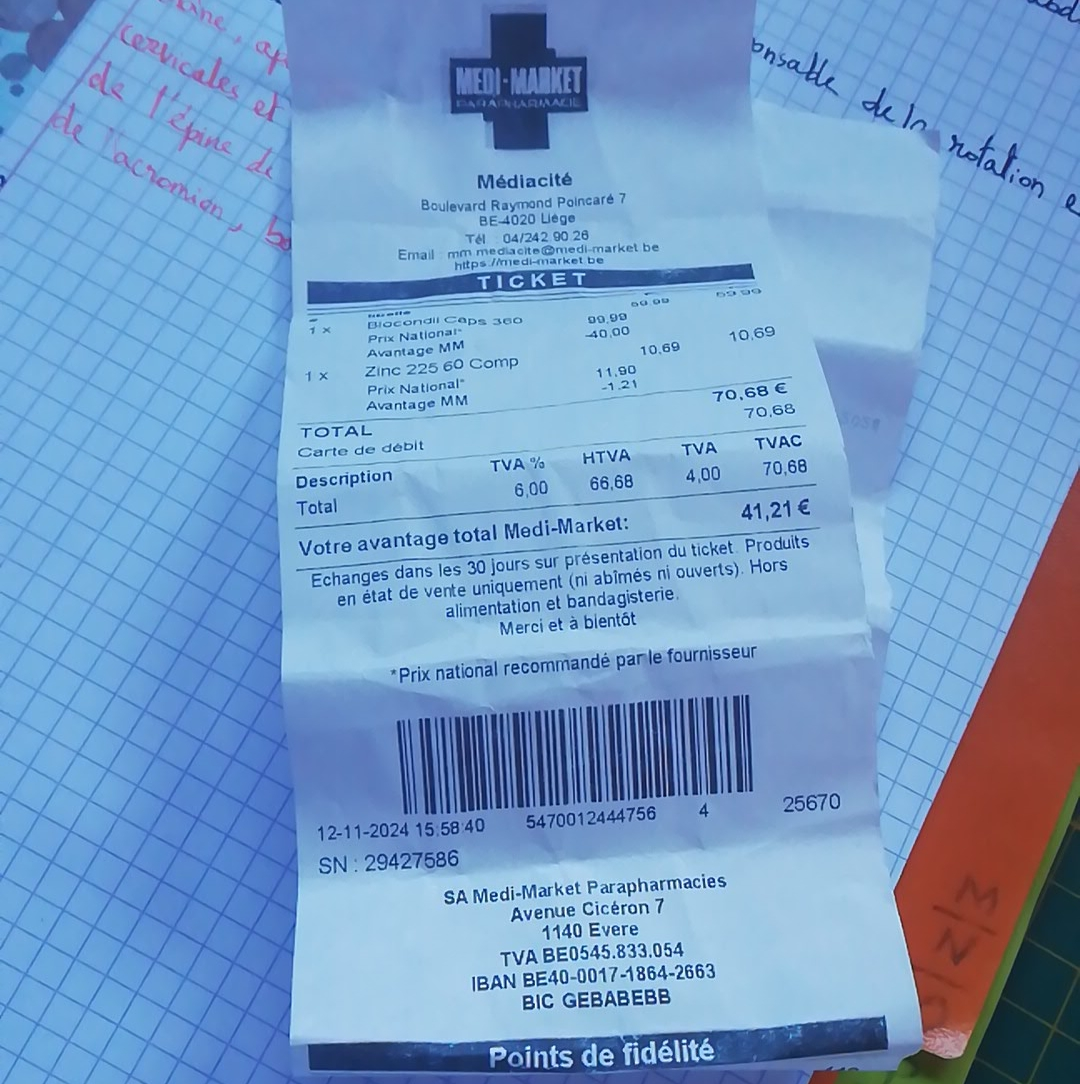 cervicales et
de l'épine de
de l'acromion,
de la rotation e
MEDI-MARKET
PARAPHARMACIE
Médiacité
Boulevard Raymond Poincaré 7
BE-4020 Liège
Tél : 04/242.90.26
Email : mm.mediacite@medi-market.be
https://medi-market.be
TICKET
1 x Biocondil Caps 360 59.99 59.99
Prix National* 99,99
Avantage MM -40,00
1 x Zinc 225 60 Comp 10,69 10,69
Prix National* 11,90
Avantage MM -1,21
TOTAL 70,68 €
Carte de débit 70,68
Description TVA % HTVA TVA TVAC
Total 6,00 66,68 4,00 70,68
Votre avantage total Medi-Market: 41,21 €
Echanges dans les 30 jours sur présentation du ticket. Produits
en état de vente uniquement (ni abîmés ni ouverts). Hors
alimentation et bandagisterie.
Merci et à bientôt
*Prix national recommandé par le fournisseur
12-11-2024 15:58:40 5470012444756 4 25670
SN : 29427586
SA Medi-Market Parapharmacies
Avenue Cicéron 7
1140 Evere
TVA BE0545.833.054
IBAN BE40-0017-1864-2663
BIC GEBABEBB
Points de fidélité
M
N